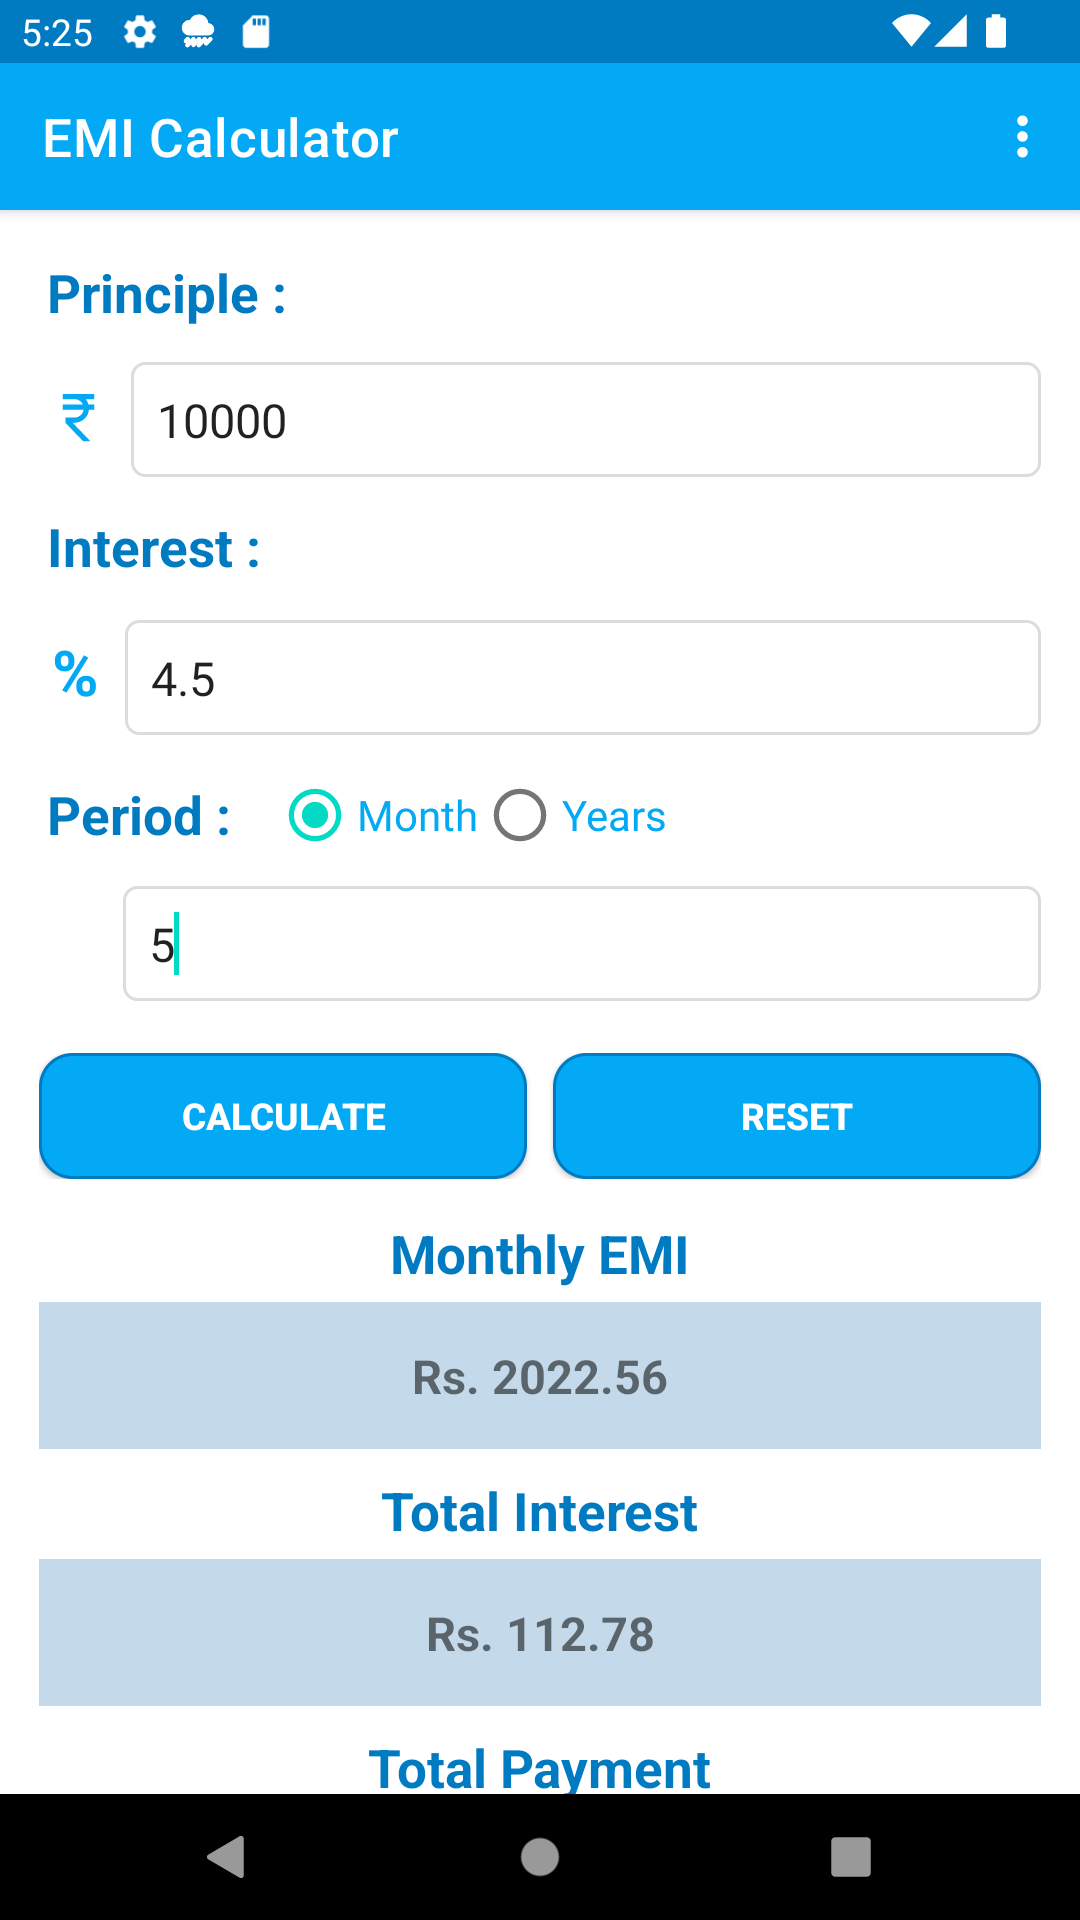 5:25
EMI Calculator
Principle :
₹ 10000
Interest :
% 4.5
Period : Month Years
5
CALCULATE RESET
Monthly EMI
Rs. 2022.56
Total Interest
Rs. 112.78
Total Payment